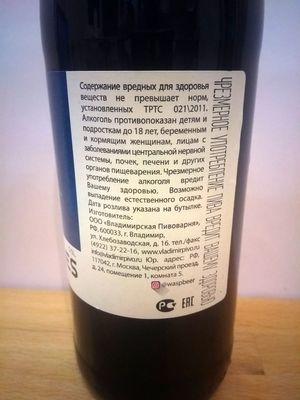 Содержание вредных для здоровья
веществ не превышает норм,
установленных ТРТС 021\2011.
Алкоголь противопоказан детям и
подросткам до 18 лет, беременным и
кормящим женщинам, лицам с
заболеваниями центральной нервной
системы, почек, печени и других
органов пищеварения. Чрезмерное
употребление алкоголя вредит
Вашему здоровью. Возможно
выпадение естественного осадка.
Дата розлива указана на бутылке.
Изготовитель:
ООО «Владимирская Пивоварня»,
РФ, 600033, г. Владимир,
ул. Хлебозаводская, д. 16. тел./факс:
(4922) 37-22-16, www.vladimirpivo.ru
info@vladimirpivo.ru Юр. адрес: РФ,
117042, г. Москва, Чечерский проезд,
д. 24, помещение 1, комната 5.
@waspbeer
РС ЕАС
ЧРЕЗМЕРНОЕ УПОТРЕБЛЕНИЕ ПИВА ВРЕДИТ ВАШЕМУ ЗДОРОВЬЮ